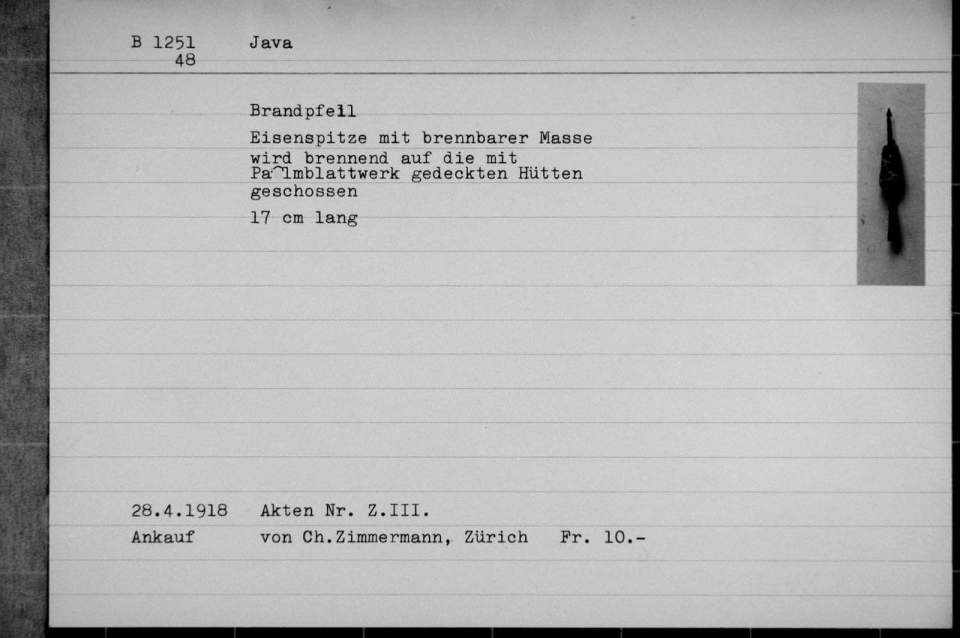 B 1251 Java
48
Brandpfeil
Eisenspitze mit brennbarer Masse
wird brennend auf die mit
Pa⁀lmblattwerk gedeckten Hütten
geschossen
17 cm lang
28.4.1918 Akten Nr. Z.III.
Ankauf von Ch.Zimmermann, Zürich Fr. 10.-